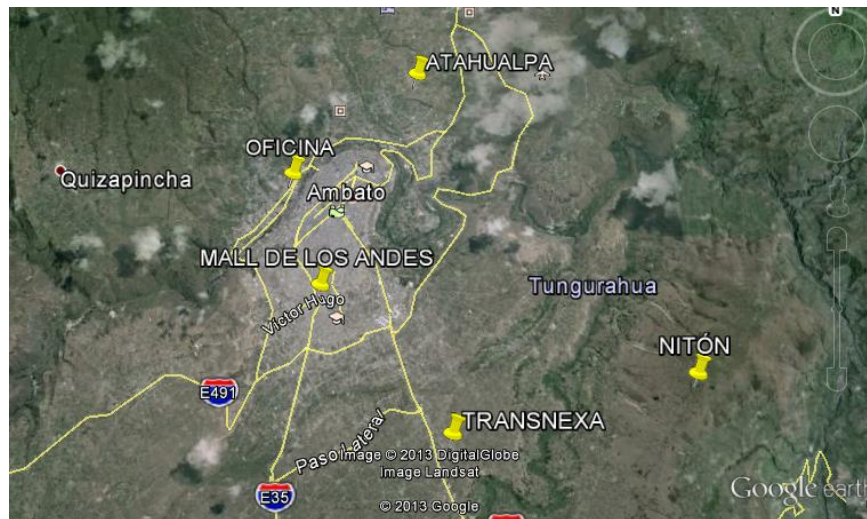 N
ATAHUALPA
OFICINA
Quizapincha
Ambato
MALL DE LOS ANDES
Tungurahua
Víctor Hugo
NITÓN
E491
TRANSNEXA
Paso Lateral
Image © 2013 DigitalGlobe
Image Landsat
E35
© 2013 Google
Google earth